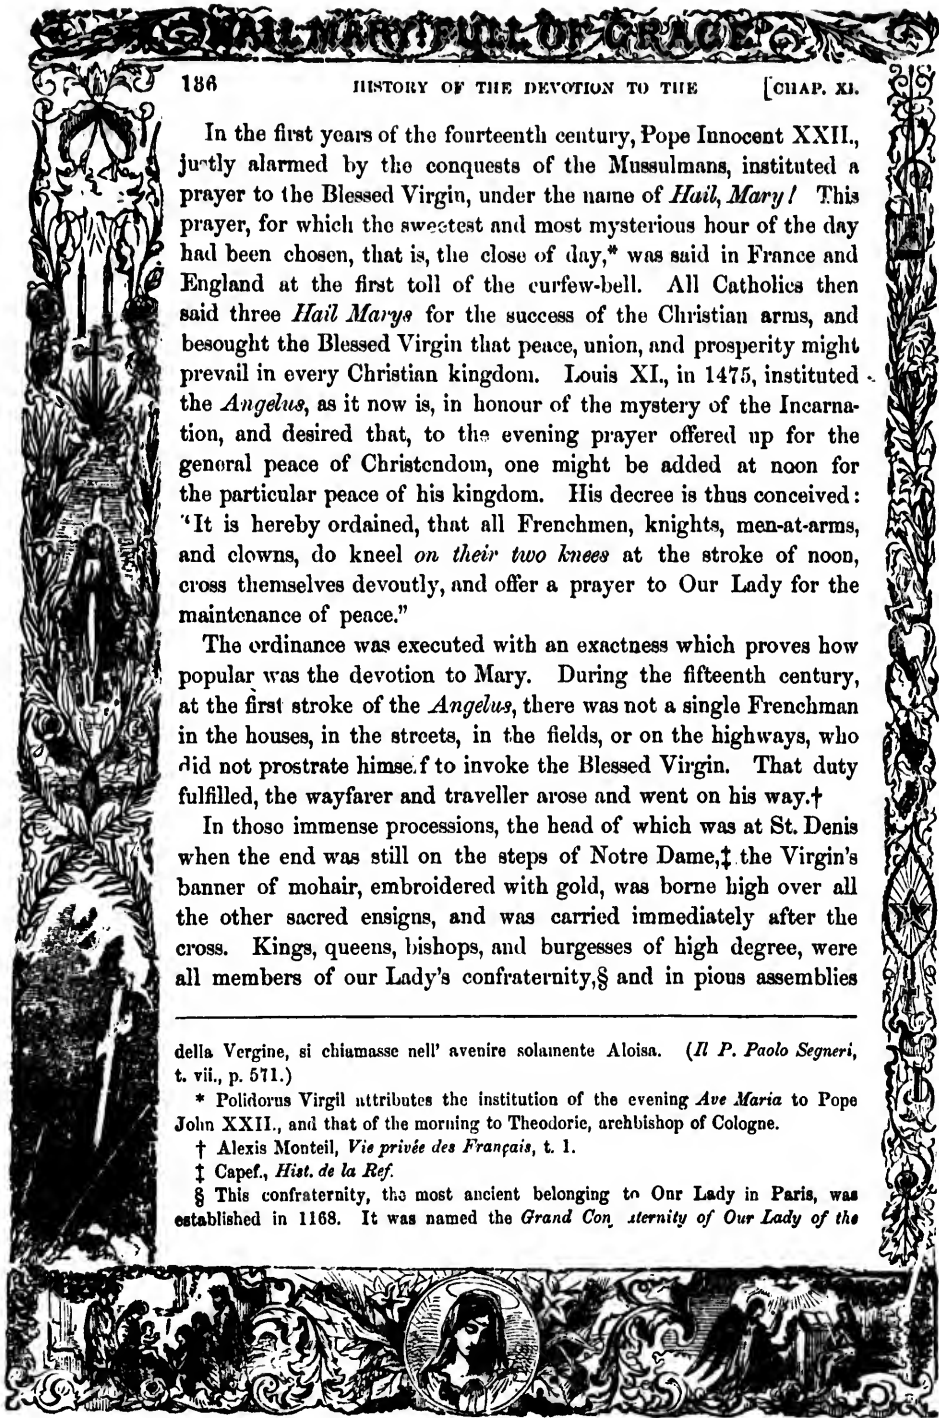 HAIL MARY! FULL OF GRACE
186 HISTORY OF THE DEVOTION TO THE [CHAP. XI.
In the first years of the fourteenth century, Pope Innocent XXII.,
justly alarmed by the conquests of the Mussulmans, instituted a
prayer to the Blessed Virgin, under the name of Hail, Mary! This
prayer, for which the sweetest and most mysterious hour of the day
had been chosen, that is, the close of day,* was said in France and
England at the first toll of the curfew-bell. All Catholics then
said three Hail Marys for the success of the Christian arms, and
besought the Blessed Virgin that peace, union, and prosperity might
prevail in every Christian kingdom. Louis XI., in 1475, instituted
the Angelus, as it now is, in honour of the mystery of the Incarna-
tion, and desired that, to the evening prayer offered up for the
general peace of Christendom, one might be added at noon for
the particular peace of his kingdom. His decree is thus conceived:
"It is hereby ordained, that all Frenchmen, knights, men-at-arms,
and clowns, do kneel on their two knees at the stroke of noon,
cross themselves devoutly, and offer a prayer to Our Lady for the
maintenance of peace."
The ordinance was executed with an exactness which proves how
popular was the devotion to Mary. During the fifteenth century,
at the first stroke of the Angelus, there was not a single Frenchman
in the houses, in the streets, in the fields, or on the highways, who
did not prostrate himself to invoke the Blessed Virgin. That duty
fulfilled, the wayfarer and traveller arose and went on his way.†
In those immense processions, the head of which was at St. Denis
when the end was still on the steps of Notre Dame,‡ the Virgin's
banner of mohair, embroidered with gold, was borne high over all
the other sacred ensigns, and was carried immediately after the
cross. Kings, queens, bishops, and burgesses of high degree, were
all members of our Lady's confraternity,§ and in pious assemblies
della Vergine, si chiamasse nell' avenire solamente Aloisa. (Il P. Paolo Segneri,
t. vii., p. 571.)
* Polidorus Virgil attributes the institution of the evening Ave Maria to Pope
John XXII., and that of the morning to Theodoric, archbishop of Cologne.
† Alexis Monteil, Vie privée des Français, t. 1.
‡ Capef., Hist. de la Ref.
§ This confraternity, the most ancient belonging to Our Lady in Paris, was
established in 1168. It was named the Grand Confraternity of Our Lady of the